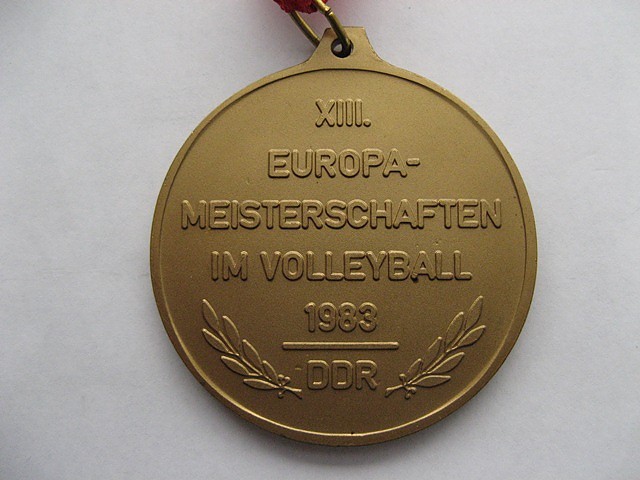 XIII.
EUROPA-
MEISTERSCHAFTEN
IM VOLLEYBALL
1983
DDR